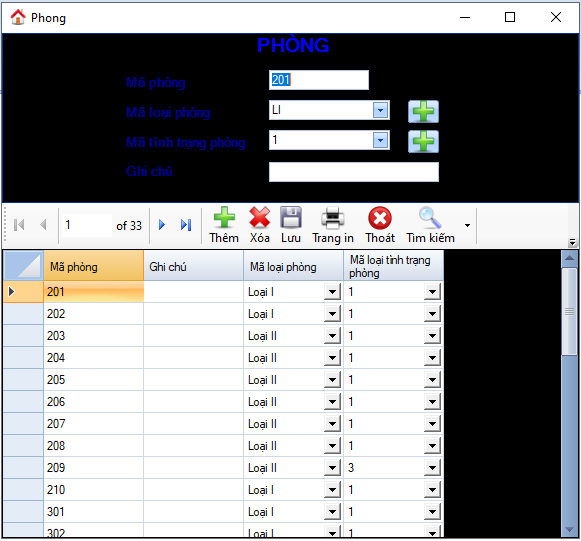 Phong
PHÒNG
Mã phòng 201
Mã loại phòng LI
Mã tình trạng phòng 1
Ghi chú
1 of 33 Thêm Xóa Lưu Trang in Thoát Tìm kiếm
Mã phòng Ghi chú Mã loại phòng Mã loại tình trạng phòng
201 Loại I 1
202 Loại I 1
203 Loại II 1
204 Loại II 1
205 Loại II 1
206 Loại II 1
207 Loại II 1
208 Loại II 1
209 Loại II 3
210 Loại I 1
301 Loại I 1
302 Loại I 1